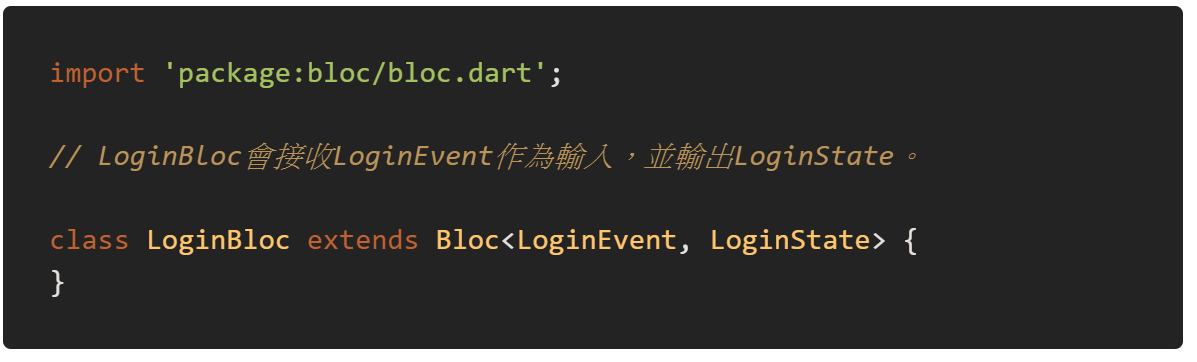 import 'package:bloc/bloc.dart';
// LoginBloc會接收LoginEvent作為輸入，並輸出LoginState。
class LoginBloc extends Bloc<LoginEvent, LoginState> {
}